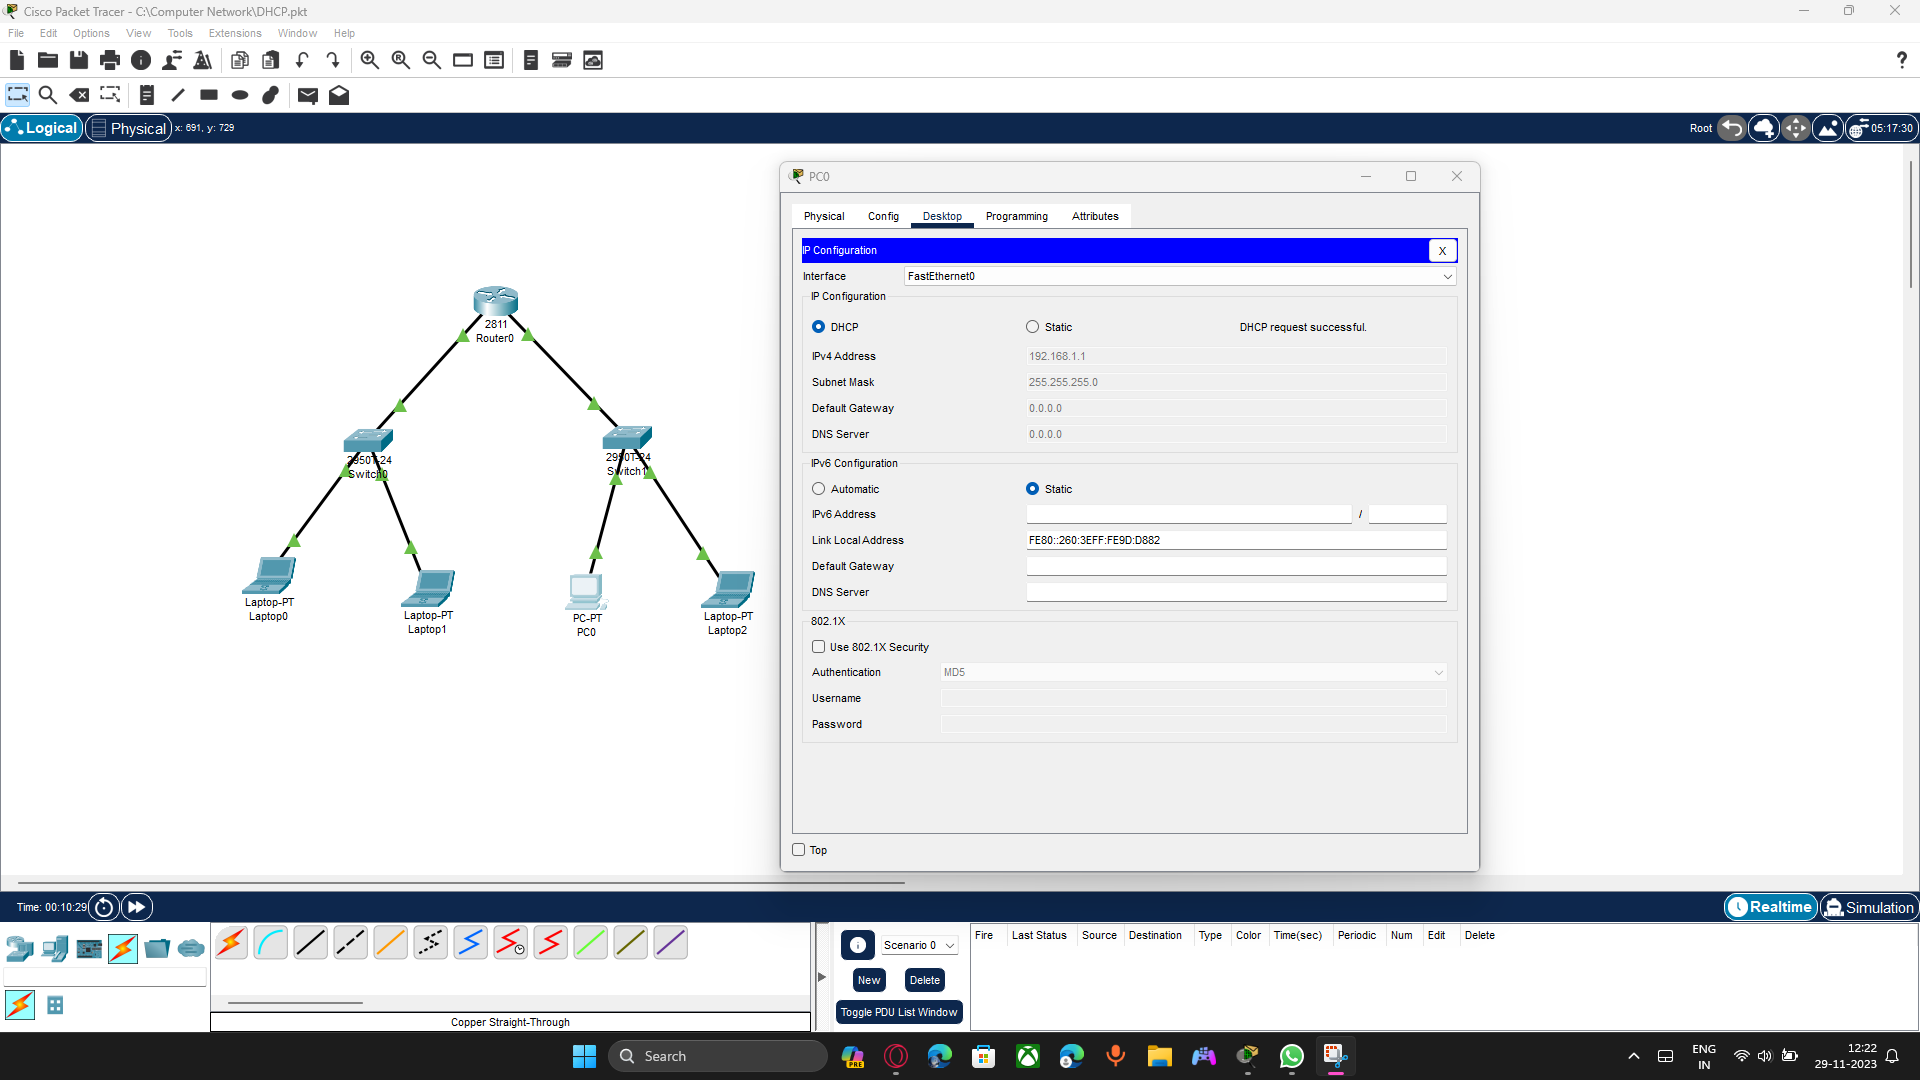 Cisco Packet Tracer - C:\Computer Network\DHCP.pkt
File Edit Options View Tools Extensions Window Help
?
Logical Physical x: 691, y: 729 Root 05:17:30
2811
Router0
2950T-24
Switch0
2950T-24
Switch1
Laptop-PT
Laptop0
Laptop-PT
Laptop1
PC-PT
PC0
Laptop-PT
Laptop2
PC0
Physical Config Desktop Programming Attributes
IP Configuration X
Interface FastEthernet0
IP Configuration
DHCP Static DHCP request successful.
IPv4 Address 192.168.1.1
Subnet Mask 255.255.255.0
Default Gateway 0.0.0.0
DNS Server 0.0.0.0
IPv6 Configuration
Automatic Static
IPv6 Address /
Link Local Address FE80::260:3EFF:FE9D:D882
Default Gateway
DNS Server
802.1X
Use 802.1X Security
Authentication MD5
Username
Password
Top
Time: 00:10:29 Realtime Simulation
Scenario 0
New Delete
Toggle PDU List Window
Fire Last Status Source Destination Type Color Time(sec) Periodic Num Edit Delete
Copper Straight-Through
Search
PRE
ENG
IN
12:22
29-11-2023